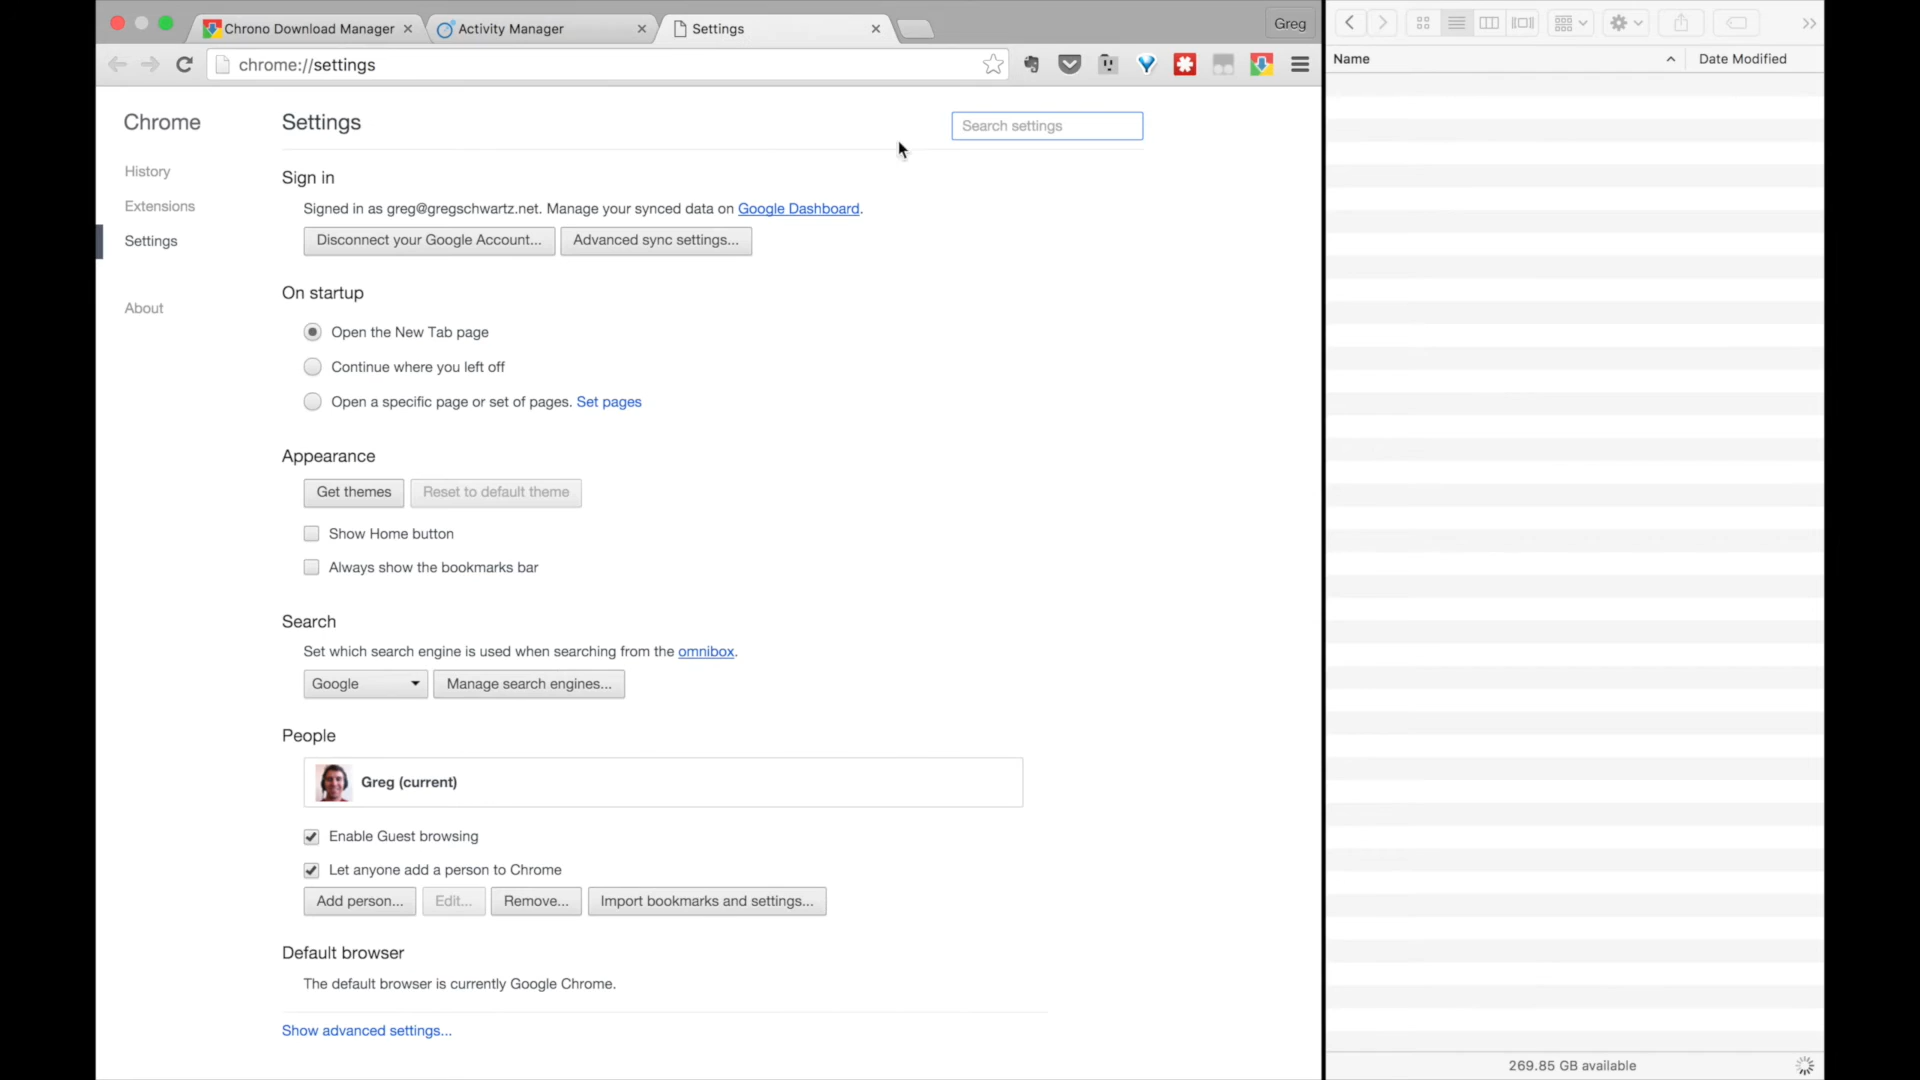 Chrono Download Manager
Activity Manager
Settings
Greg
chrome://settings
Name
Date Modified
Chrome
Settings
Search settings
History
Extensions
Settings
About
Sign in
Signed in as greg@gregschwartz.net. Manage your synced data on Google Dashboard.
Disconnect your Google Account...
Advanced sync settings...
On startup
Open the New Tab page
Continue where you left off
Open a specific page or set of pages. Set pages
Appearance
Get themes
Reset to default theme
Show Home button
Always show the bookmarks bar
Search
Set which search engine is used when searching from the omnibox.
Google
Manage search engines...
People
Greg (current)
Enable Guest browsing
Let anyone add a person to Chrome
Add person...
Edit...
Remove...
Import bookmarks and settings...
Default browser
The default browser is currently Google Chrome.
Show advanced settings...
269.85 GB available